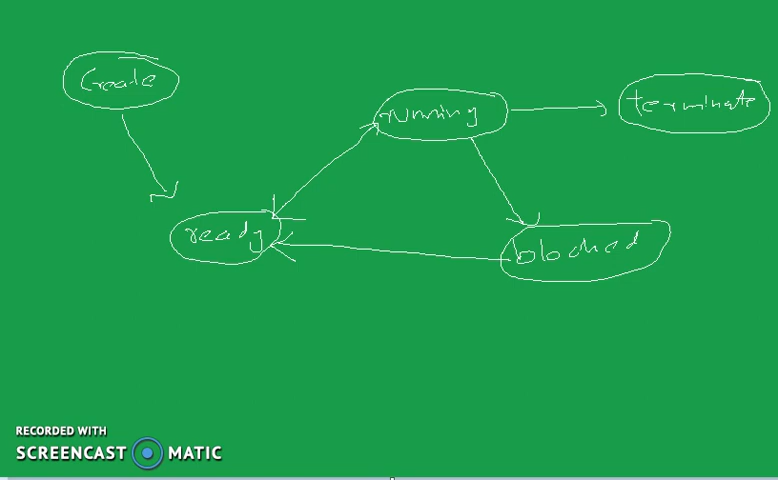 Create
running
terminate
ready
blocked
RECORDED WITH
SCREENCAST MATIC